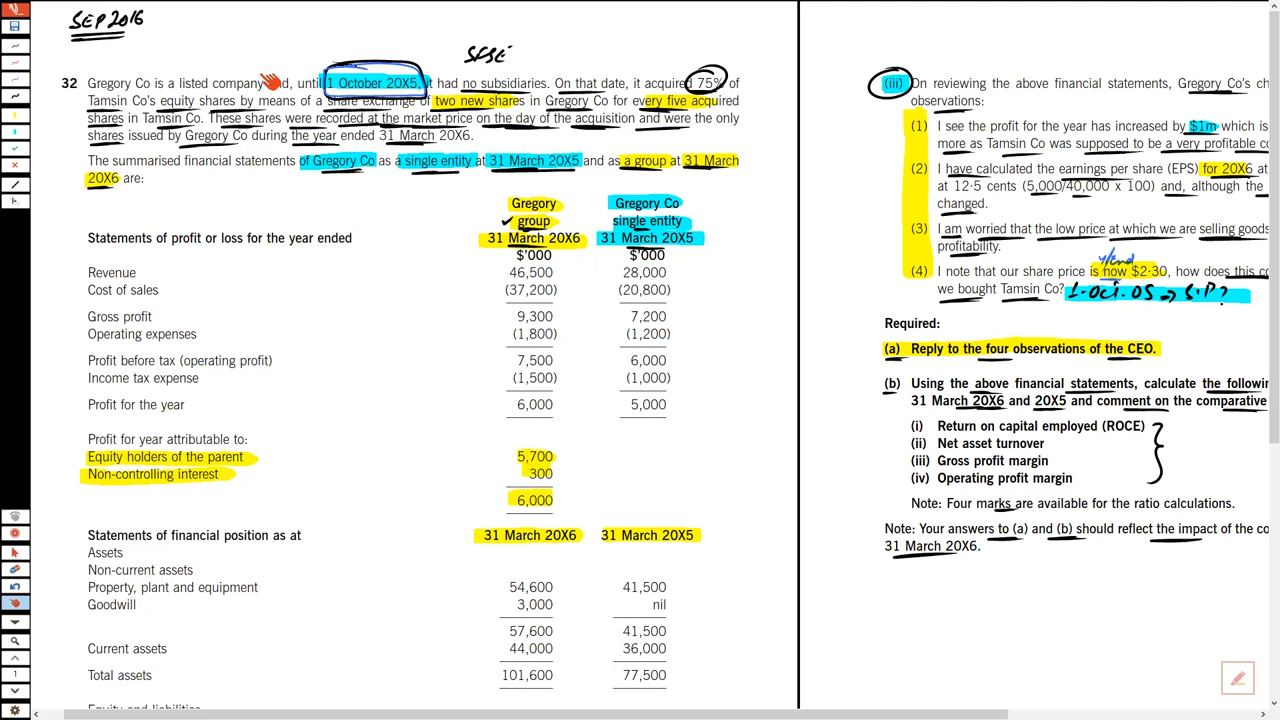 SEP 2016
SFSE
32 Gregory Co is a listed company and, until 1 October 20X5, it had no subsidiaries. On that date, it acquired 75% of
Tamsin Co's equity shares by means of a share exchange of two new shares in Gregory Co for every five acquired
shares in Tamsin Co. These shares were recorded at the market price on the day of the acquisition and were the only
shares issued by Gregory Co during the year ended 31 March 20X6.
The summarised financial statements of Gregory Co as a single entity at 31 March 20X5 and as a group at 31 March
20X6 are:
Gregory Gregory Co
group single entity
Statements of profit or loss for the year ended 31 March 20X6 31 March 20X5
$'000 $'000
Revenue 46,500 28,000
Cost of sales (37,200) (20,800)
Gross profit 9,300 7,200
Operating expenses (1,800) (1,200)
Profit before tax (operating profit) 7,500 6,000
Income tax expense (1,500) (1,000)
Profit for the year 6,000 5,000
Profit for year attributable to:
Equity holders of the parent 5,700
Non-controlling interest 300
6,000
Statements of financial position as at 31 March 20X6 31 March 20X5
Assets
Non-current assets
Property, plant and equipment 54,600 41,500
Goodwill 3,000 nil
57,600 41,500
Current assets 44,000 36,000
Total assets 101,600 77,500
(iii) On reviewing the above financial statements, Gregory Co's ch
observations:
(1) I see the profit for the year has increased by $1m which is
more as Tamsin Co was supposed to be a very profitable co
(2) I have calculated the earnings per share (EPS) for 20X6 at
at 12·5 cents (5,000/40,000 x 100) and, although the
changed.
(3) I am worried that the low price at which we are selling goods
profitability.
Y/End
(4) I note that our share price is now $2·30, how does this co
we bought Tamsin Co? 1.Oct.05 ⇒ S.P?
Required:
(a) Reply to the four observations of the CEO.
(b) Using the above financial statements, calculate the followin
31 March 20X6 and 20X5 and comment on the comparative
(i) Return on capital employed (ROCE)
(ii) Net asset turnover
(iii) Gross profit margin
(iv) Operating profit margin
Note: Four marks are available for the ratio calculations.
Note: Your answers to (a) and (b) should reflect the impact of the co
31 March 20X6.
1